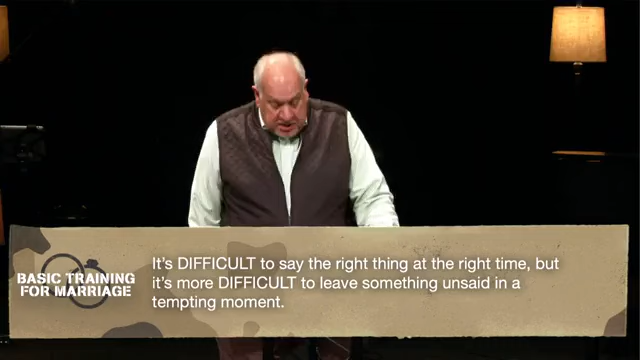 BASIC TRAINING
FOR MARRIAGE
It's DIFFICULT to say the right thing at the right time, but
it's more DIFFICULT to leave something unsaid in a
tempting moment.